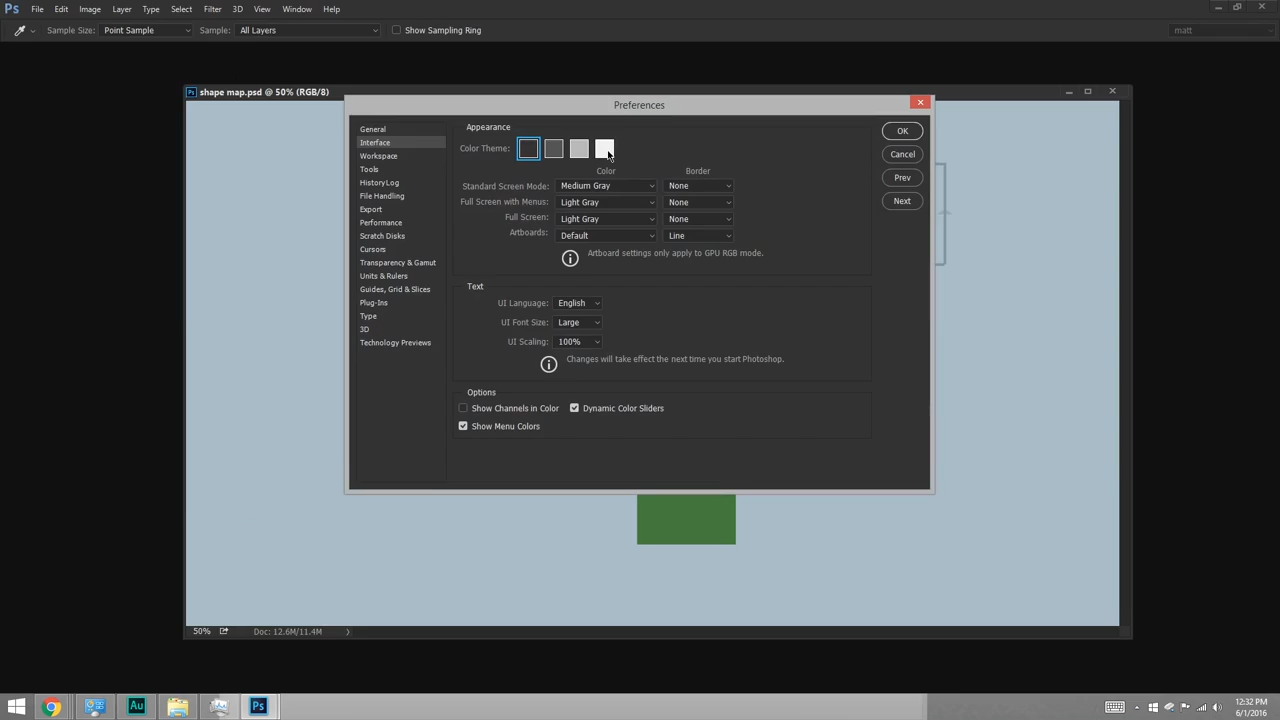 Ps File Edit Image Layer Type Select Filter 3D View Window Help
Sample Size: Point Sample Sample: All Layers Show Sampling Ring matt
Ps shape map.psd @ 50% (RGB/8)
Preferences
General
Interface
Workspace
Tools
History Log
File Handling
Export
Performance
Scratch Disks
Cursors
Transparency & Gamut
Units & Rulers
Guides, Grid & Slices
Plug-Ins
Type
3D
Technology Previews
Appearance
Color Theme:
Color Border
Standard Screen Mode: Medium Gray None
Full Screen with Menus: Light Gray None
Full Screen: Light Gray None
Artboards: Default Line
Artboard settings only apply to GPU RGB mode.
Text
UI Language: English
UI Font Size: Large
UI Scaling: 100%
Changes will take effect the next time you start Photoshop.
Options
Show Channels in Color Dynamic Color Sliders
Show Menu Colors
OK
Cancel
Prev
Next
50% Doc: 12.6M/11.4M
Au Ps
12:32 PM
6/1/2016